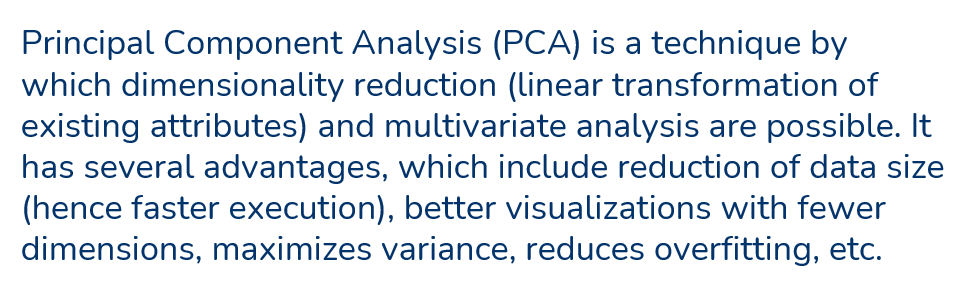 Principal Component Analysis (PCA) is a technique by
which dimensionality reduction (linear transformation of
existing attributes) and multivariate analysis are possible. It
has several advantages, which include reduction of data size
(hence faster execution), better visualizations with fewer
dimensions, maximizes variance, reduces overfitting, etc.